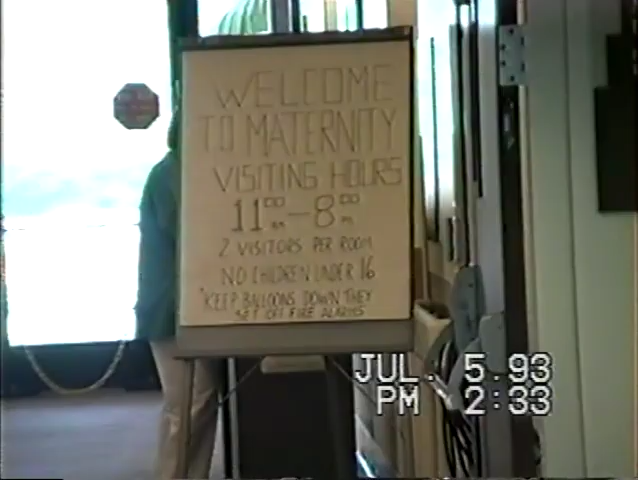 WELCOME
TO MATERNITY
VISITING HOURS
11:00 AM - 8:00 PM
2 VISITORS PER ROOM
NO CHILDREN UNDER 16
*KEEP BALLOONS DOWN THEY
SET OFF FIRE ALARMS
JUL. 5.93
PM 2:33